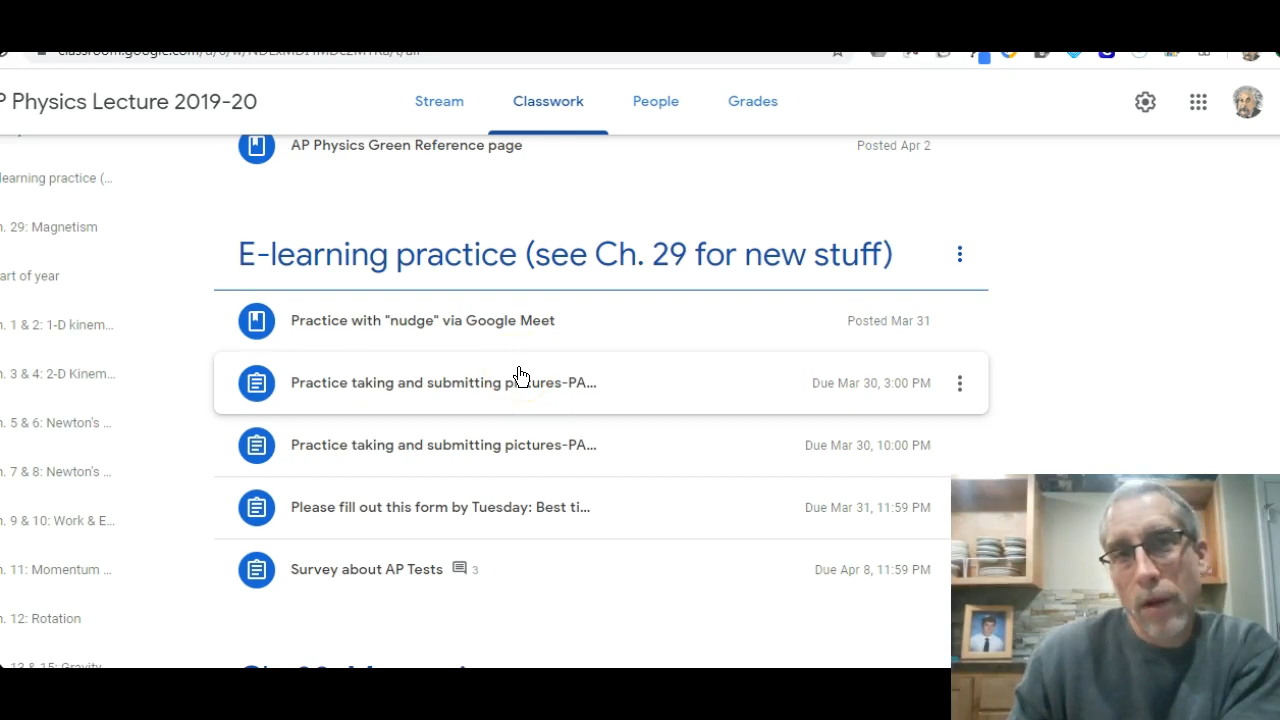 P Physics Lecture 2019-20
Stream
Classwork
People
Grades
AP Physics Green Reference page
Posted Apr 2
learning practice (...
n. 29: Magnetism
art of year
n. 1 & 2: 1-D kinem...
n. 3 & 4: 2-D Kinem...
n. 5 & 6: Newton's ...
n. 7 & 8: Newton's ...
n. 9 & 10: Work & E...
n. 11: Momentum ...
n. 12: Rotation
E-learning practice (see Ch. 29 for new stuff)
Practice with "nudge" via Google Meet
Posted Mar 31
Practice taking and submitting pictures-PA...
Due Mar 30, 3:00 PM
Practice taking and submitting pictures-PA...
Due Mar 30, 10:00 PM
Please fill out this form by Tuesday: Best ti...
Due Mar 31, 11:59 PM
Survey about AP Tests
3
Due Apr 8, 11:59 PM